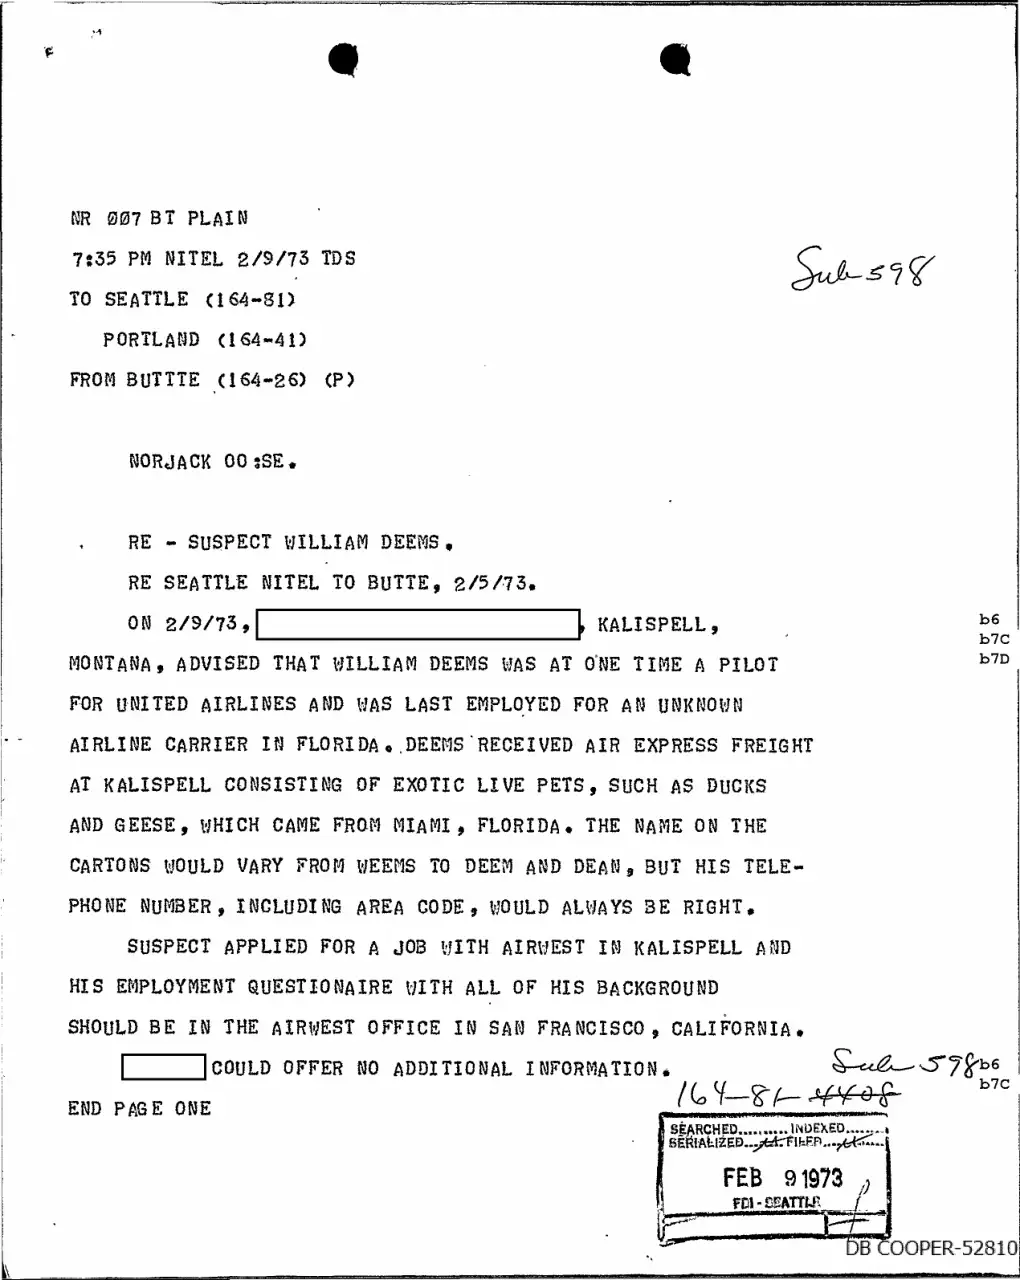 NR 007 BT PLAIN
7:35 PM NITEL 2/9/73 TDS
Sub 598
TO SEATTLE (164-81)
PORTLAND (164-41)
FROM BUTTTE (164-26) (P)
NORJACK OO:SE.
RE - SUSPECT WILLIAM DEEMS.
RE SEATTLE NITEL TO BUTTE, 2/5/73.
ON 2/9/73, , KALISPELL,
b6
b7C
b7D
MONTANA, ADVISED THAT WILLIAM DEEMS WAS AT ONE TIME A PILOT
FOR UNITED AIRLINES AND WAS LAST EMPLOYED FOR AN UNKNOWN
AIRLINE CARRIER IN FLORIDA. DEEMS RECEIVED AIR EXPRESS FREIGHT
AT KALISPELL CONSISTING OF EXOTIC LIVE PETS, SUCH AS DUCKS
AND GEESE, WHICH CAME FROM MIAMI, FLORIDA. THE NAME ON THE
CARTONS WOULD VARY FROM WEEMS TO DEEM AND DEAN, BUT HIS TELE-
PHONE NUMBER, INCLUDING AREA CODE, WOULD ALWAYS BE RIGHT.
SUSPECT APPLIED FOR A JOB WITH AIRWEST IN KALISPELL AND
HIS EMPLOYMENT QUESTIONAIRE WITH ALL OF HIS BACKGROUND
SHOULD BE IN THE AIRWEST OFFICE IN SAN FRANCISCO, CALIFORNIA.
COULD OFFER NO ADDITIONAL INFORMATION.
Sub 598
b6
b7C
164-81-4408
END PAGE ONE
SEARCHED.......... INDEXED........
SERIALIZED... FILED...
FEB 9 1973
FBI - SEATTLE
DB COOPER-52810